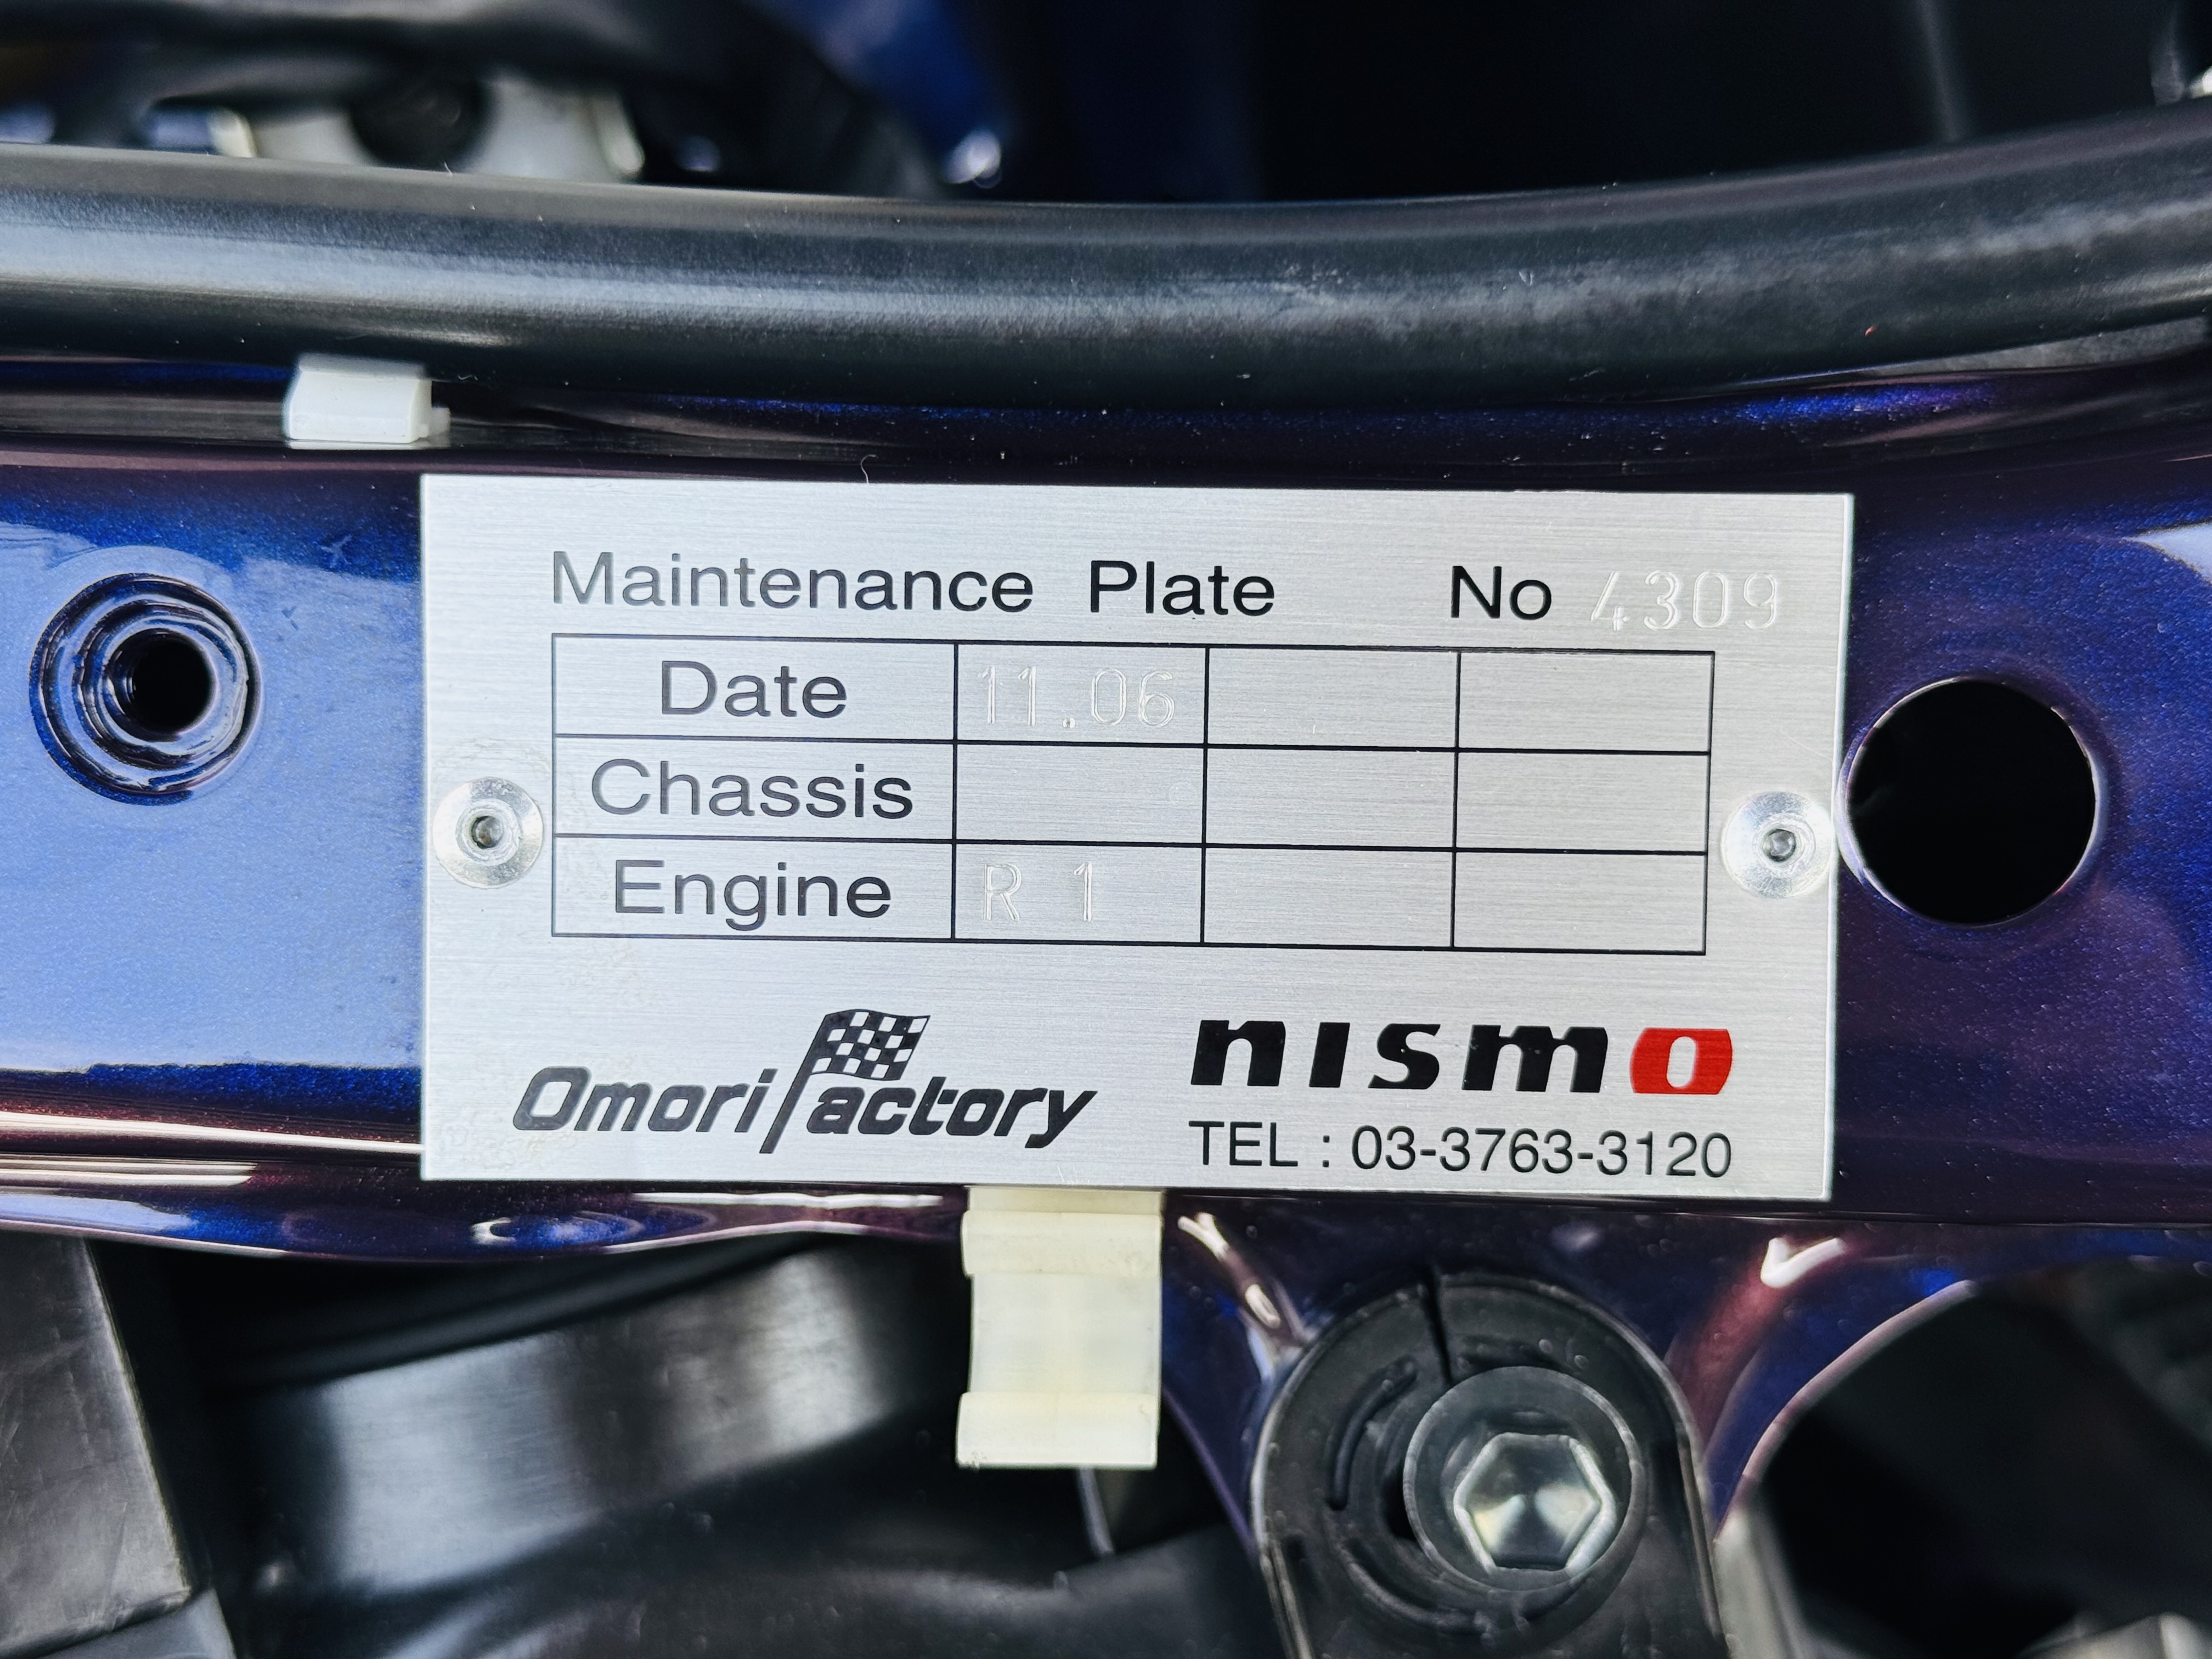 Maintenance Plate No 4309
Date 11.06
Chassis
Engine R 1
Omori factory nismo
TEL : 03-3763-3120